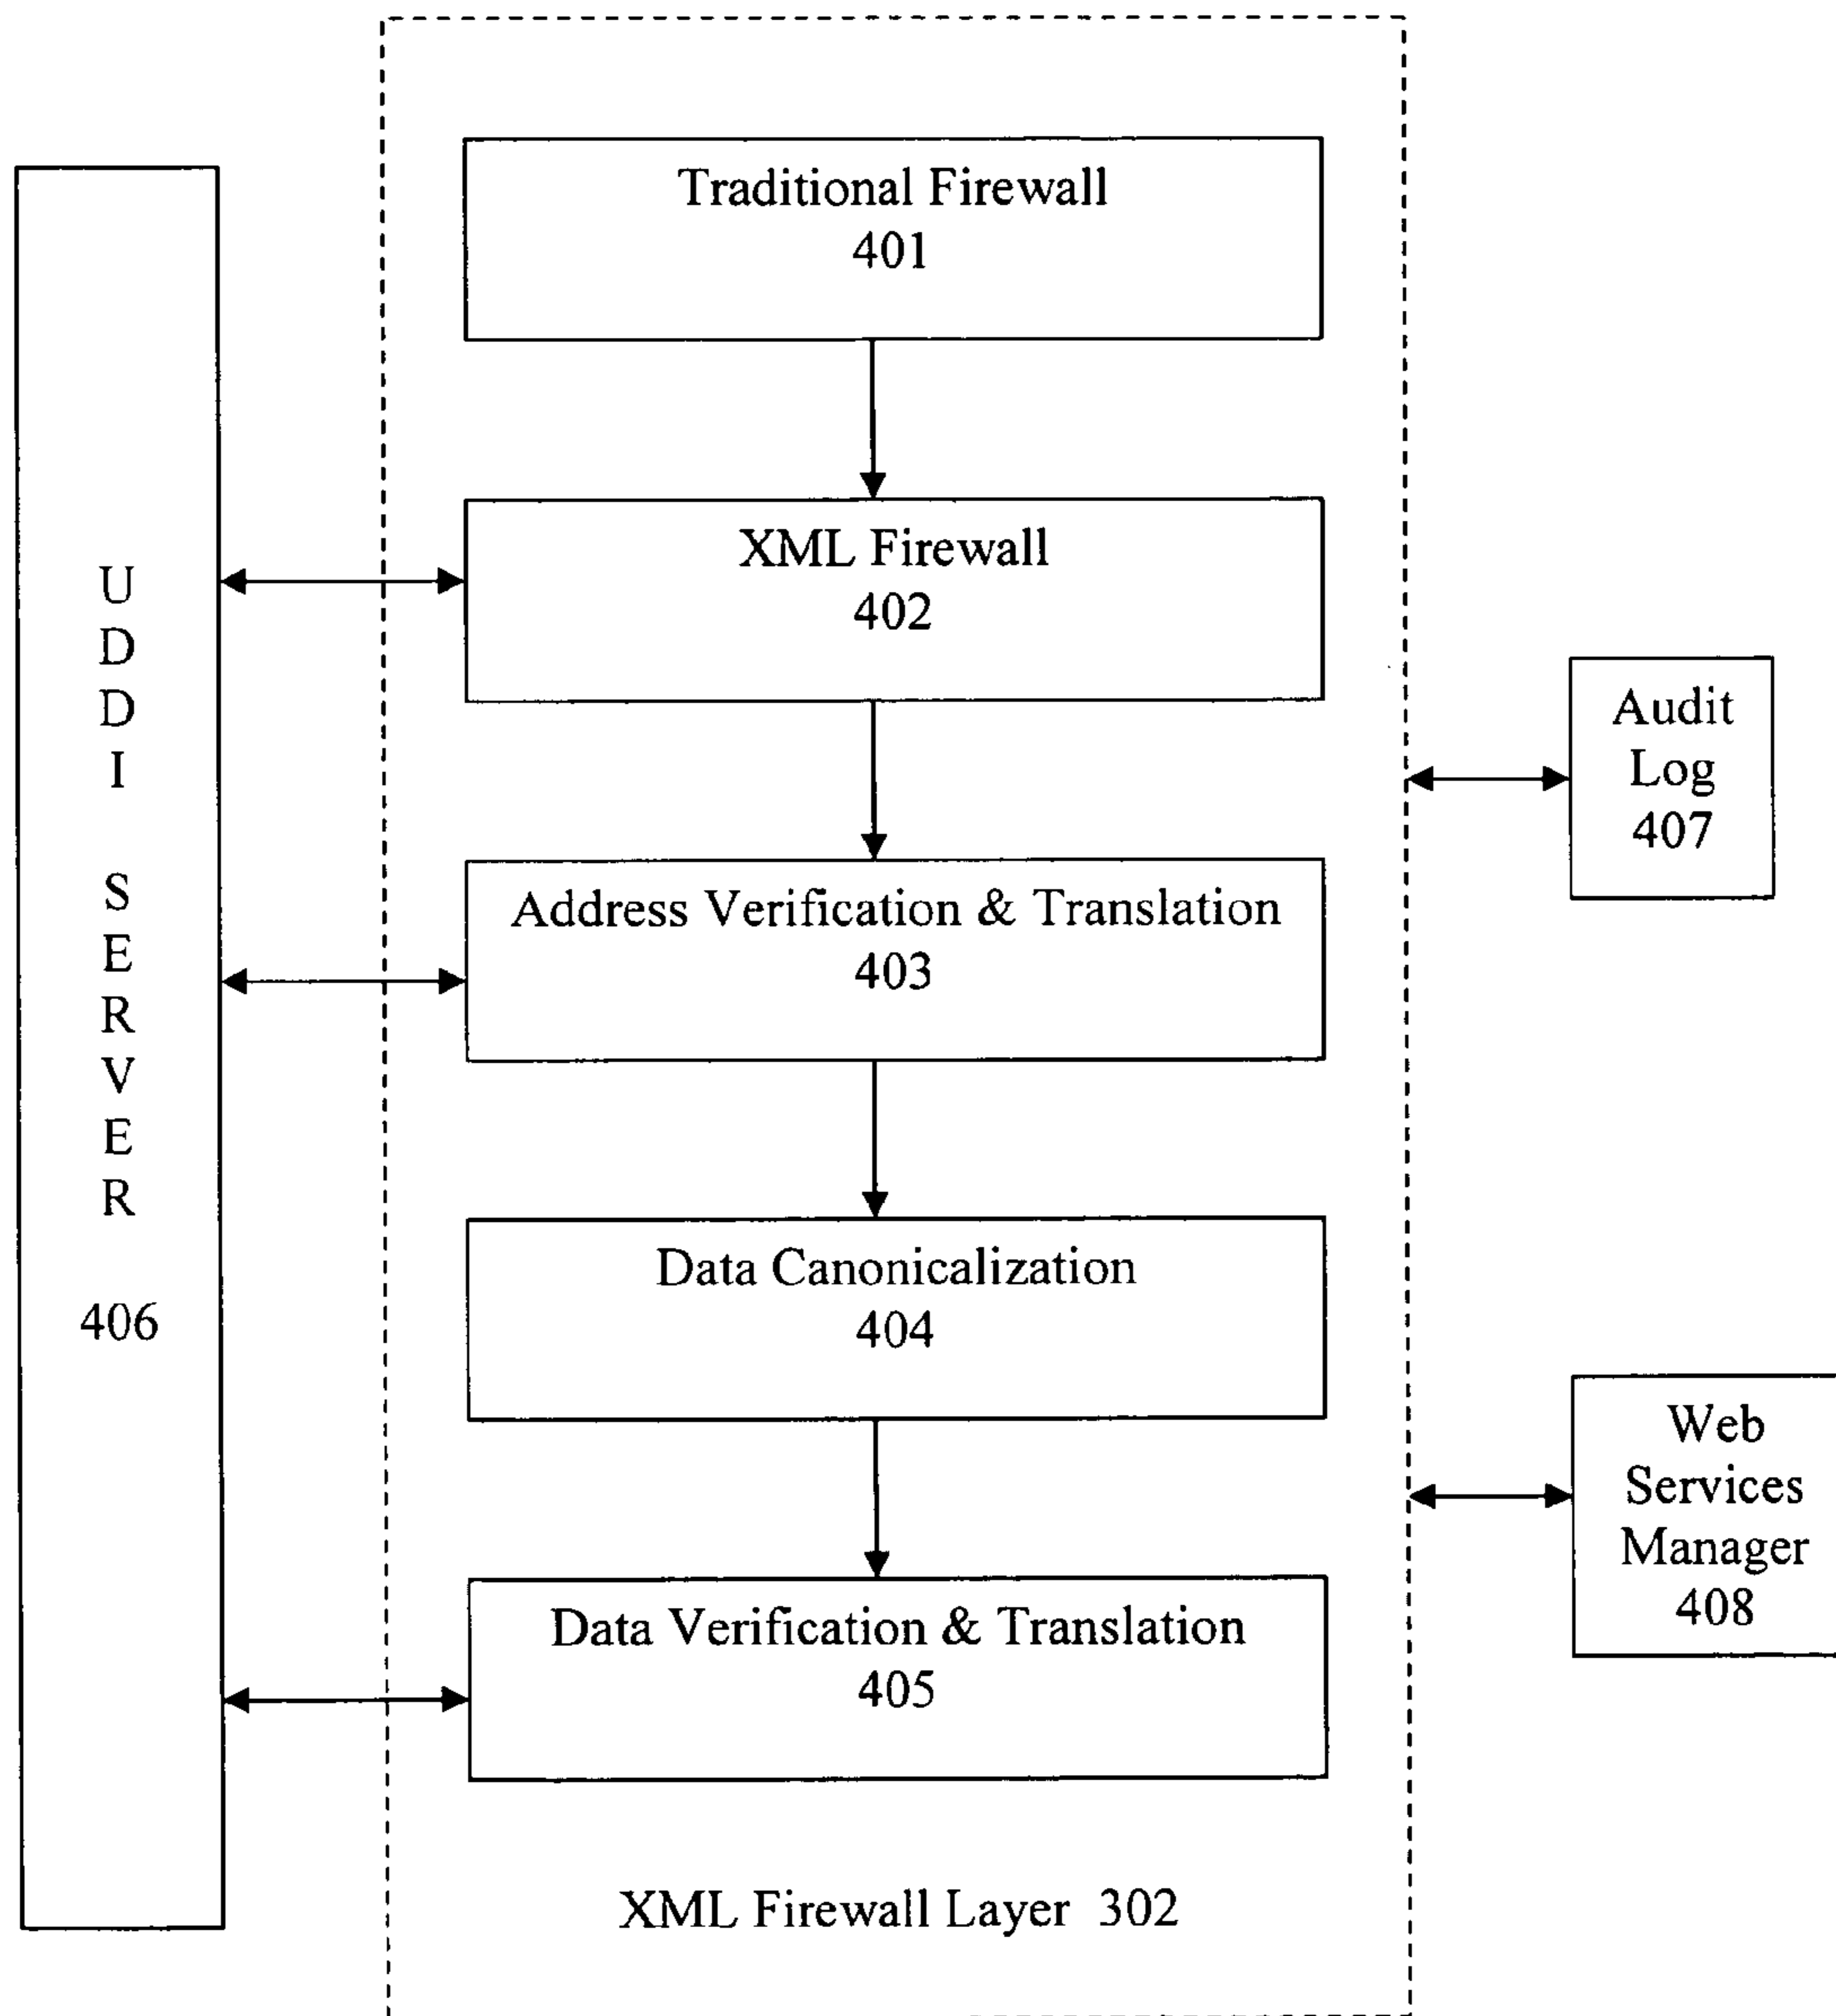 Traditional Firewall
401
XML Firewall
402
Address Verification & Translation
403
Data Canonicalization
404
Data Verification & Translation
405
XML Firewall Layer 302
U
D
D
I
S
E
R
V
E
R
406
Audit
Log
407
Web
Services
Manager
408